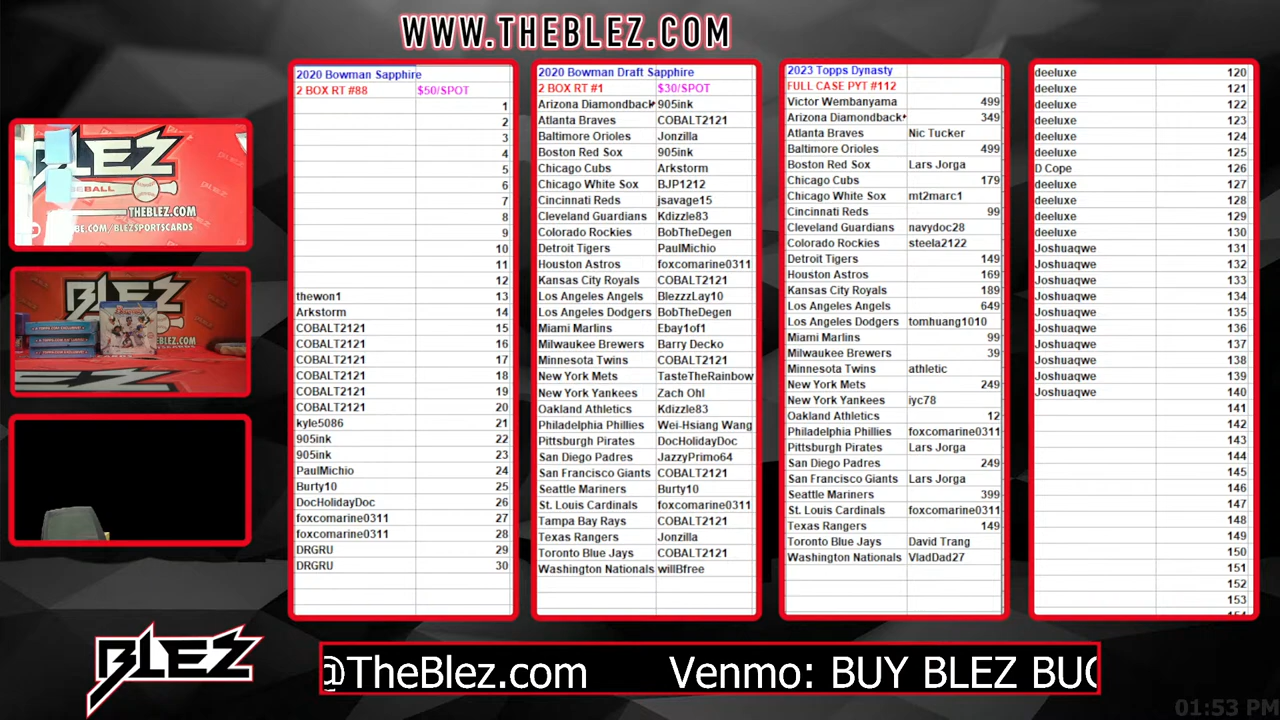 WWW.THEBLEZ.COM
2020 Bowman Sapphire
2 BOX RT #88 $50/SPOT
1
2
3
4
5
6
7
8
9
10
11
12
thewon1 13
Arkstorm 14
COBALT2121 15
COBALT2121 16
COBALT2121 17
COBALT2121 18
COBALT2121 19
COBALT2121 20
kyle5086 21
905ink 22
905ink 23
PaulMichio 24
Burty10 25
DocHolidayDoc 26
foxcomarine0311 27
foxcomarine0311 28
DRGRU 29
DRGRU 30
2020 Bowman Draft Sapphire
2 BOX RT #1 $30/SPOT
Arizona Diamondback 905ink
Atlanta Braves COBALT2121
Baltimore Orioles Jonzilla
Boston Red Sox 905ink
Chicago Cubs Arkstorm
Chicago White Sox BJP1212
Cincinnati Reds jsavage15
Cleveland Guardians Kdizzle83
Colorado Rockies BobTheDegen
Detroit Tigers PaulMichio
Houston Astros foxcomarine0311
Kansas City Royals COBALT2121
Los Angeles Angels BlezzzLay10
Los Angeles Dodgers BobTheDegen
Miami Marlins Ebay1of1
Milwaukee Brewers Barry Decko
Minnesota Twins COBALT2121
New York Mets TasteTheRainbow
New York Yankees Zach Ohl
Oakland Athletics Kdizzle83
Philadelphia Phillies Wei-Hsiang Wang
Pittsburgh Pirates DocHolidayDoc
San Diego Padres JazzyPrimo64
San Francisco Giants COBALT2121
Seattle Mariners Burty10
St. Louis Cardinals foxcomarine0311
Tampa Bay Rays COBALT2121
Texas Rangers Jonzilla
Toronto Blue Jays COBALT2121
Washington Nationals willBfree
2023 Topps Dynasty
FULL CASE PYT #112
Victor Wembanyama 499
Arizona Diamondback 349
Atlanta Braves Nic Tucker
Baltimore Orioles 499
Boston Red Sox Lars Jorga
Chicago Cubs 179
Chicago White Sox mt2marc1
Cincinnati Reds 99
Cleveland Guardians navydoc28
Colorado Rockies steela2122
Detroit Tigers 149
Houston Astros 169
Kansas City Royals 189
Los Angeles Angels 649
Los Angeles Dodgers tomhuang1010
Miami Marlins 99
Milwaukee Brewers 39
Minnesota Twins athletic
New York Mets 249
New York Yankees iyc78
Oakland Athletics 12
Philadelphia Phillies foxcomarine0311
Pittsburgh Pirates Lars Jorga
San Diego Padres 249
San Francisco Giants Lars Jorga
Seattle Mariners 399
St. Louis Cardinals foxcomarine0311
Texas Rangers 149
Toronto Blue Jays David Trang
Washington Nationals VladDad27
deeluxe 120
deeluxe 121
deeluxe 122
deeluxe 123
deeluxe 124
deeluxe 125
D Cope 126
deeluxe 127
deeluxe 128
deeluxe 129
deeluxe 130
Joshuaqwe 131
Joshuaqwe 132
Joshuaqwe 133
Joshuaqwe 134
Joshuaqwe 135
Joshuaqwe 136
Joshuaqwe 137
Joshuaqwe 138
Joshuaqwe 139
Joshuaqwe 140
141
142
143
144
145
146
147
148
149
150
151
152
153
BLEZ
THEBLEZ.COM
BLEZ
@TheBlez.com Venmo: BUY BLEZ BUC
01:53 PM